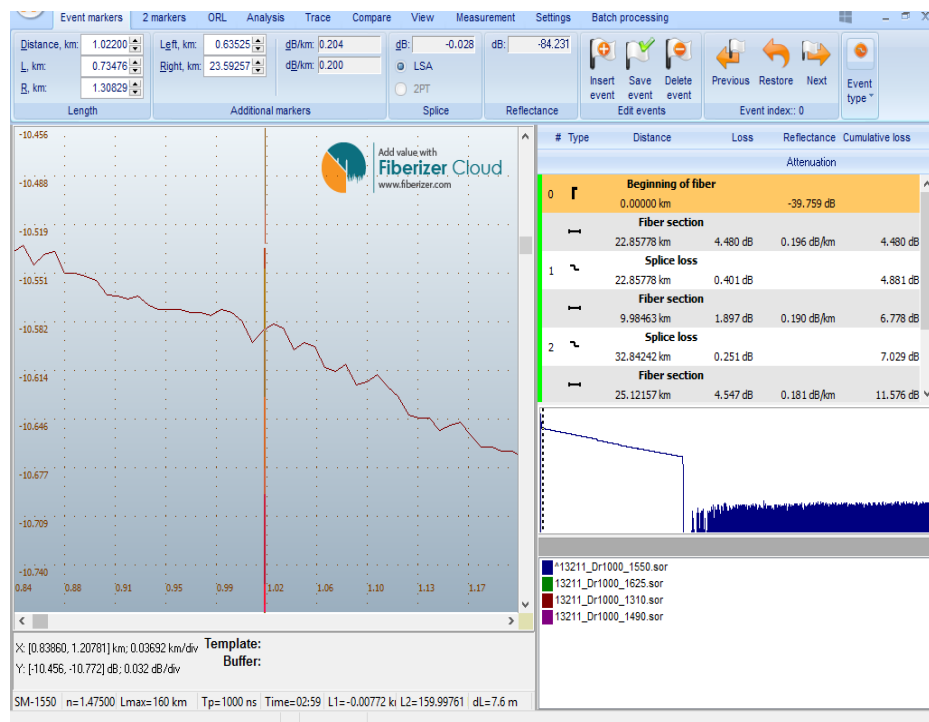 Event markers 2 markers ORL Analysis Trace Compare View Measurement Settings Batch processing
Distance, km: 1.02200 Left, km: 0.63525 dB/km: 0.204 dB: -0.028 dB: -84.231
L, km: 0.73476 Right, km: 23.59257 dB/km: 0.200 LSA
R, km: 1.30829 2PT
Insert event Save event Delete event Previous Restore Next Event type
Length Additional markers Splice Reflectance Edit events Event index:: 0
# Type Distance Loss Reflectance Cumulative loss
Attenuation
Beginning of fiber
0 0.00000 km -39.759 dB
Fiber section
22.85778 km 4.480 dB 0.196 dB/km 4.480 dB
Splice loss
1 22.85778 km 0.401 dB 4.881 dB
Fiber section
9.98463 km 1.897 dB 0.190 dB/km 6.778 dB
Splice loss
2 32.84242 km 0.251 dB 7.029 dB
Fiber section
25.12157 km 4.547 dB 0.181 dB/km 11.576 dB
Add value with
Fiberizer Cloud
www.fiberizer.com
-10.456
-10.488
-10.519
-10.551
-10.582
-10.614
-10.646
-10.677
-10.709
-10.740
0.84 0.88 0.91 0.95 0.99 1.02 1.06 1.10 1.13 1.17
^13211_Dr1000_1550.sor
13211_Dr1000_1625.sor
13211_Dr1000_1310.sor
13211_Dr1000_1490.sor
X: [0.83860, 1.20781] km; 0.03692 km/div Template:
Y: [-10.456, -10.772] dB; 0.032 dB/div Buffer:
SM-1550 n=1.47500 Lmax=160 km Tp=1000 ns Time=02:59 L1=-0.00772 ki L2=159.99761 dL=7.6 m